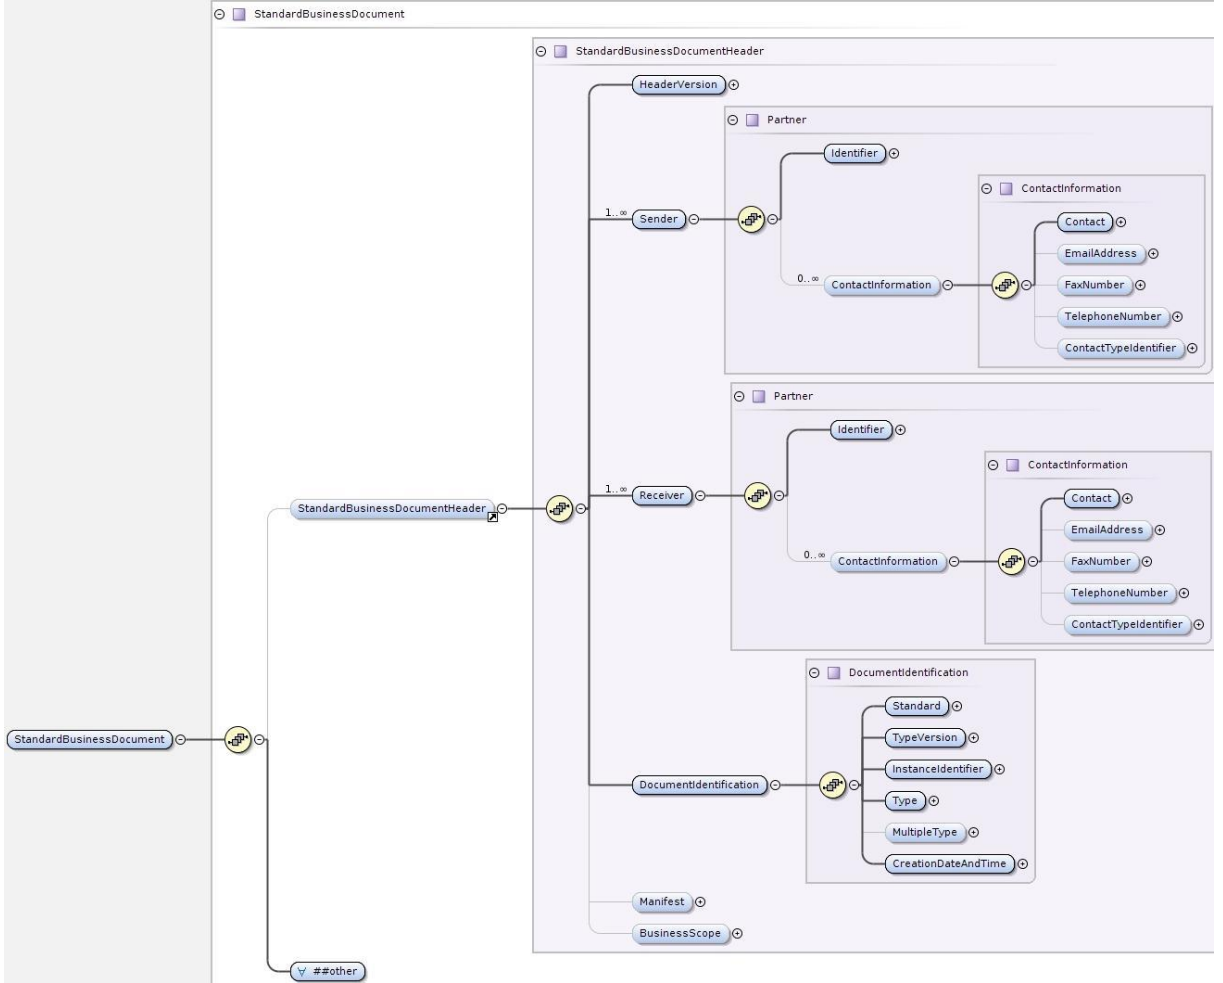 StandardBusinessDocument
StandardBusinessDocumentHeader
HeaderVersion
Partner
Identifier
ContactInformation
1..∞ Sender
Contact
EmailAddress
0..∞ ContactInformation
FaxNumber
TelephoneNumber
ContactTypeIdentifier
Partner
Identifier
ContactInformation
1..∞ Receiver
Contact
StandardBusinessDocumentHeader
EmailAddress
0..∞ ContactInformation
FaxNumber
TelephoneNumber
ContactTypeIdentifier
DocumentIdentification
Standard
StandardBusinessDocument
TypeVersion
InstanceIdentifier
DocumentIdentification
Type
MultipleType
CreationDateAndTime
Manifest
BusinessScope
∀ ##other